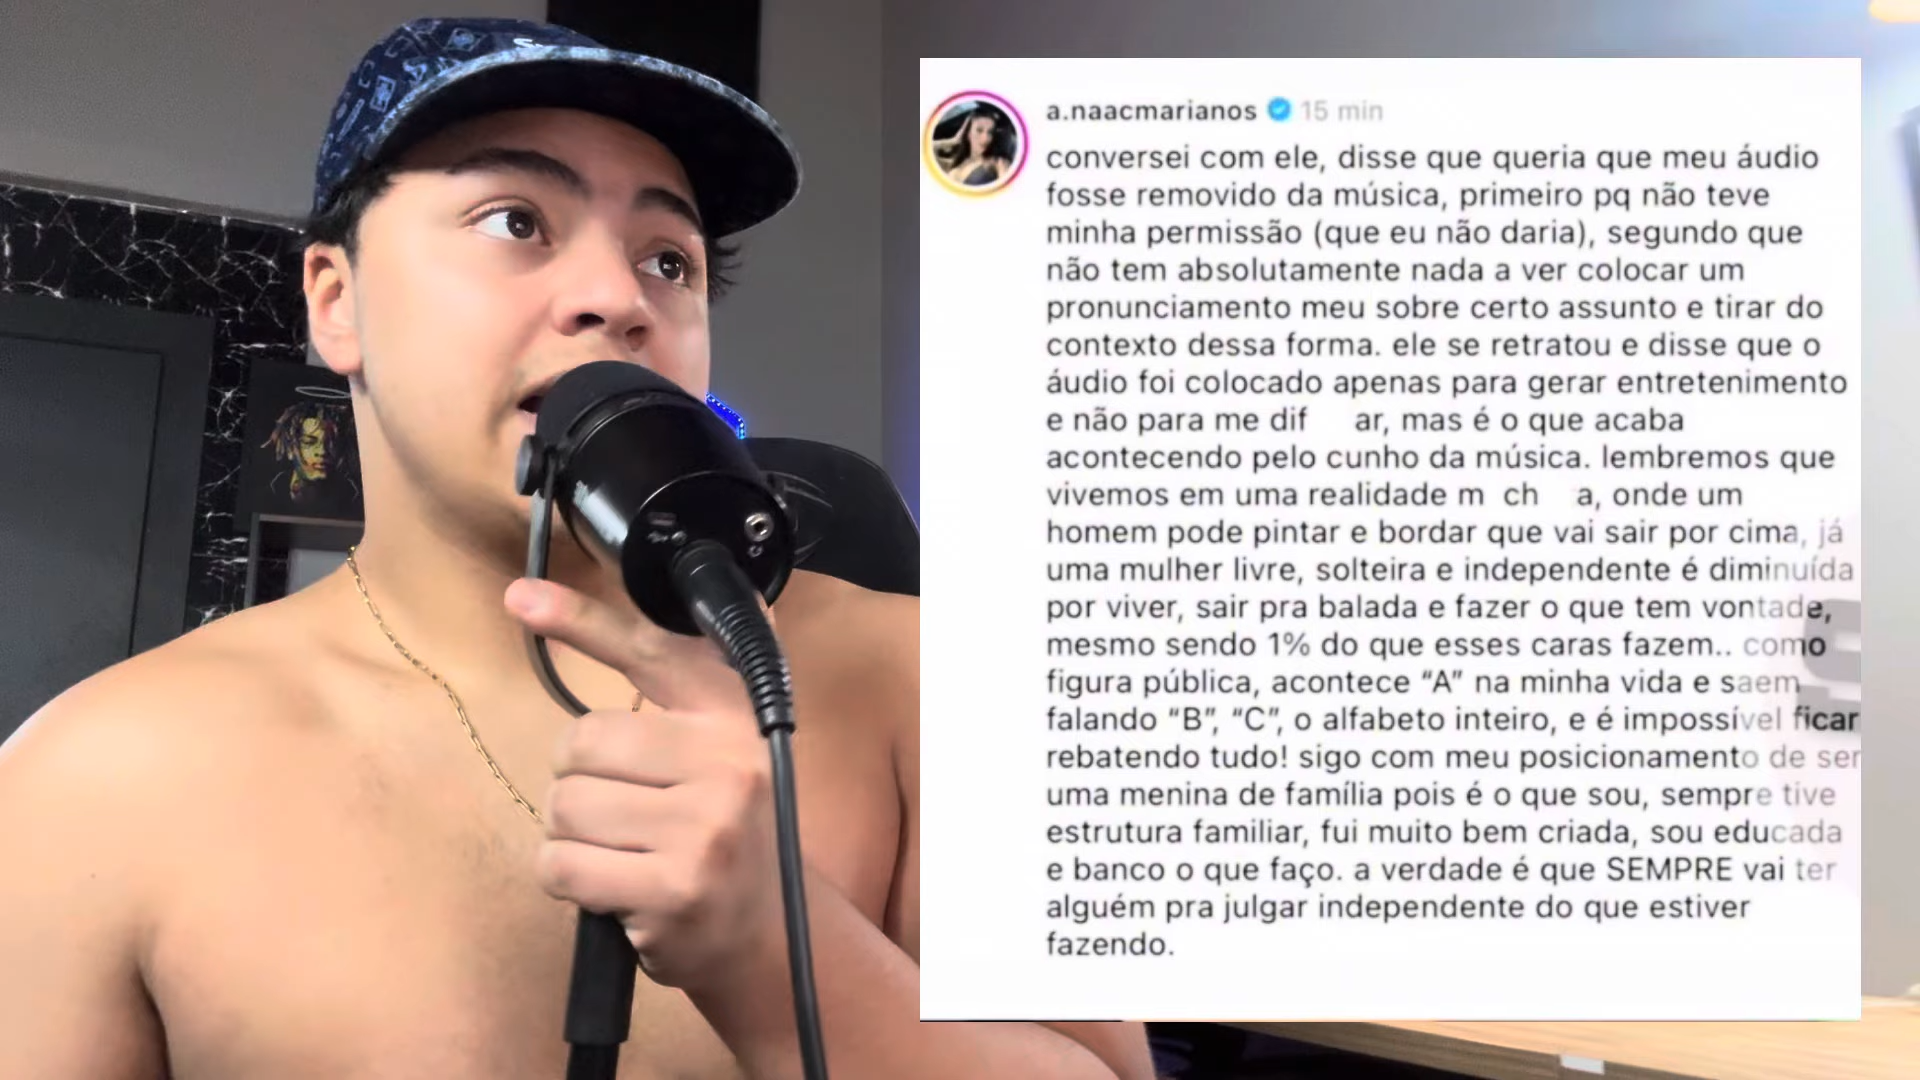 a.naacmarianos 15 min
conversei com ele, disse que queria que meu áudio
fosse removido da música, primeiro pq não teve
minha permissão (que eu não daria), segundo que
não tem absolutamente nada a ver colocar um
pronunciamento meu sobre certo assunto e tirar do
contexto dessa forma. ele se retratou e disse que o
áudio foi colocado apenas para gerar entretenimento
e não para me dif ar, mas é o que acaba
acontecendo pelo cunho da música. lembremos que
vivemos em uma realidade m ch a, onde um
homem pode pintar e bordar que vai sair por cima, já
uma mulher livre, solteira e independente é diminuída
por viver, sair pra balada e fazer o que tem vontade,
mesmo sendo 1% do que esses caras fazem.. como
figura pública, acontece “A” na minha vida e saem
falando “B”, “C”, o alfabeto inteiro, e é impossível ficar
rebatendo tudo! sigo com meu posicionamento de ser
uma menina de família pois é o que sou, sempre tive
estrutura familiar, fui muito bem criada, sou educada
e banco o que faço. a verdade é que SEMPRE vai ter
alguém pra julgar independente do que estiver
fazendo.